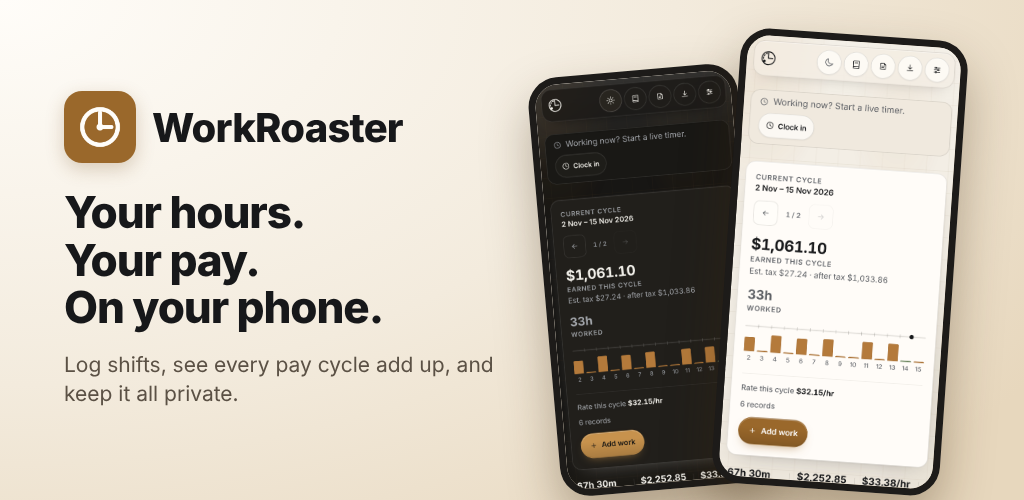 WorkRoaster
Your hours.
Your pay.
On your phone.
Log shifts, see every pay cycle add up, and
keep it all private.
Working now? Start a live timer.
Clock in
CURRENT CYCLE
2 Nov – 15 Nov 2026
← 1 / 2 →
$1,061.10
EARNED THIS CYCLE
Est. tax $27.24 · after tax $1,033.86
33h
WORKED
2 3 4 5 6 7 8 9 10 11 12 13
Rate this cycle $32.15/hr
6 records
+ Add work
67h 30m $2,252.85 $33.
Working now? Start a live timer.
Clock in
CURRENT CYCLE
2 Nov – 15 Nov 2026
← 1 / 2 →
$1,061.10
EARNED THIS CYCLE
Est. tax $27.24 · after tax $1,033.86
33h
WORKED
2 3 4 5 6 7 8 9 10 11 12 13 14 15
Rate this cycle $32.15/hr
6 records
+ Add work
67h 30m $2,252.85 $33.38/hr